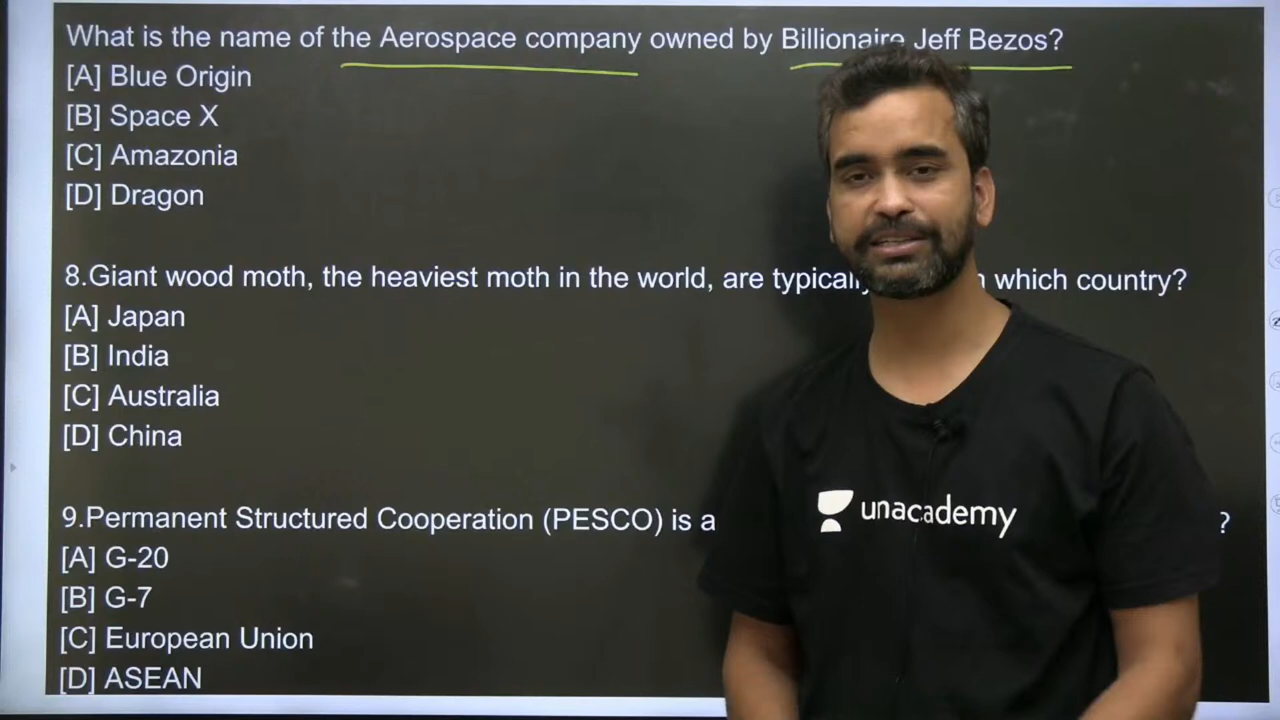 What is the name of the Aerospace company owned by Billionaire Jeff Bezos?
[A] Blue Origin
[B] Space X
[C] Amazonia
[D] Dragon
8.Giant wood moth, the heaviest moth in the world, are typically which country?
[A] Japan
[B] India
[C] Australia
[D] China
9.Permanent Structured Cooperation (PESCO) is a ?
[A] G-20
[B] G-7
[C] European Union
[D] ASEAN
unacademy